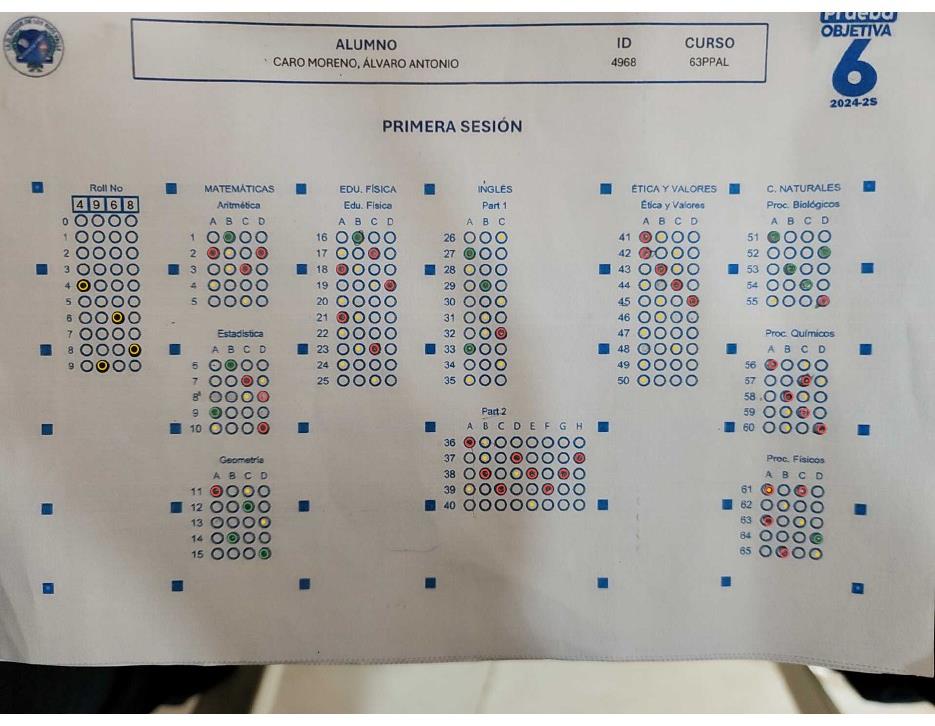 Prueba
OBJETIVA
6
2024-2S
ALUMNO ID CURSO
CARO MORENO, ÁLVARO ANTONIO 4968 63PPAL
PRIMERA SESIÓN
Roll No
4 9 6 8
0
1
2
3
4
5
6
7
8
9
MATEMÁTICAS
Aritmética
A B C D
1
2
3
4
5
Estadística
A B C D
6
7
8
9
10
Geometría
A B C D
11
12
13
14
15
EDU. FÍSICA
Edu. Física
A B C D
16
17
18
19
20
21
22
23
24
25
INGLÉS
Part 1
A B C
26
27
28
29
30
31
32
33
34
35
Part 2
A B C D E F G H
36
37
38
39
40
ÉTICA Y VALORES
Ética y Valores
A B C D
41
42
43
44
45
46
47
48
49
50
C. NATURALES
Proc. Biológicos
A B C D
51
52
53
54
55
Proc. Químicos
A B C D
56
57
58
59
60
Proc. Físicos
A B C D
61
62
63
64
65